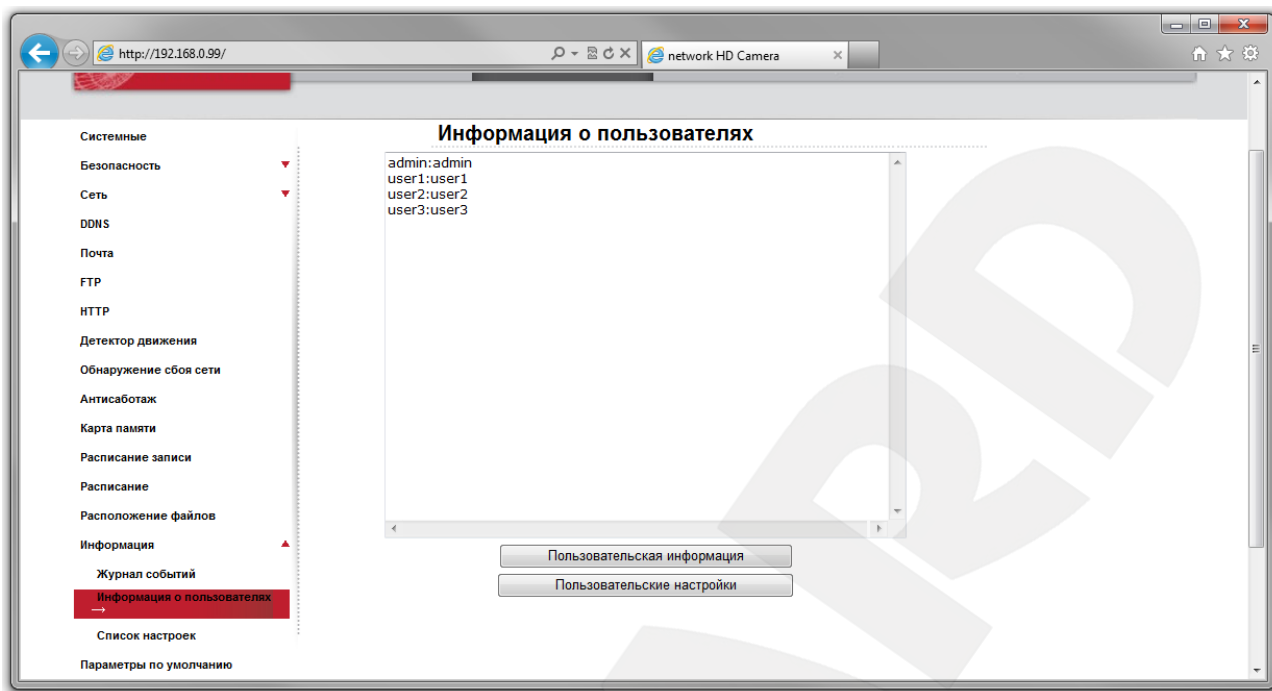 http://192.168.0.99/
network HD Camera
Системные
Безопасность
Сеть
DDNS
Почта
FTP
HTTP
Детектор движения
Обнаружение сбоя сети
Антисаботаж
Карта памяти
Расписание записи
Расписание
Расположение файлов
Информация
Журнал событий
Информация о пользователях
→
Список настроек
Параметры по умолчанию
Информация о пользователях
admin:admin
user1:user1
user2:user2
user3:user3
Пользовательская информация
Пользовательские настройки
RD